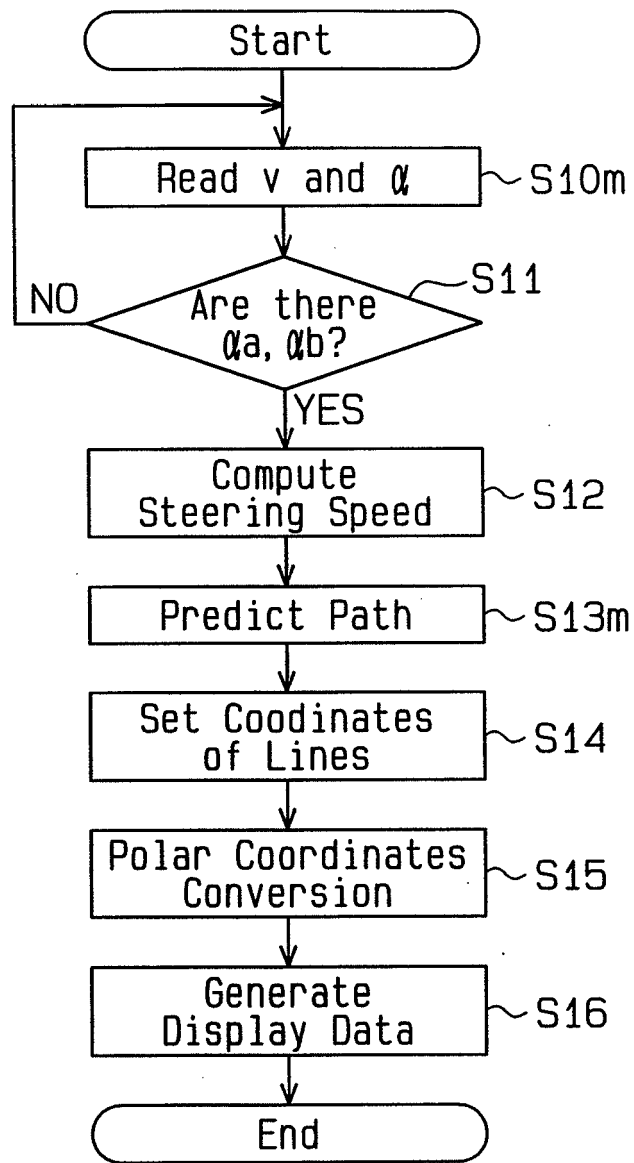 Start
Read v and α
S10m
S11
NO
Are there
αa, αb?
YES
Compute
Steering Speed
S12
Predict Path
S13m
Set Coodinates
of Lines
S14
Polar Coordinates
Conversion
S15
Generate
Display Data
S16
End